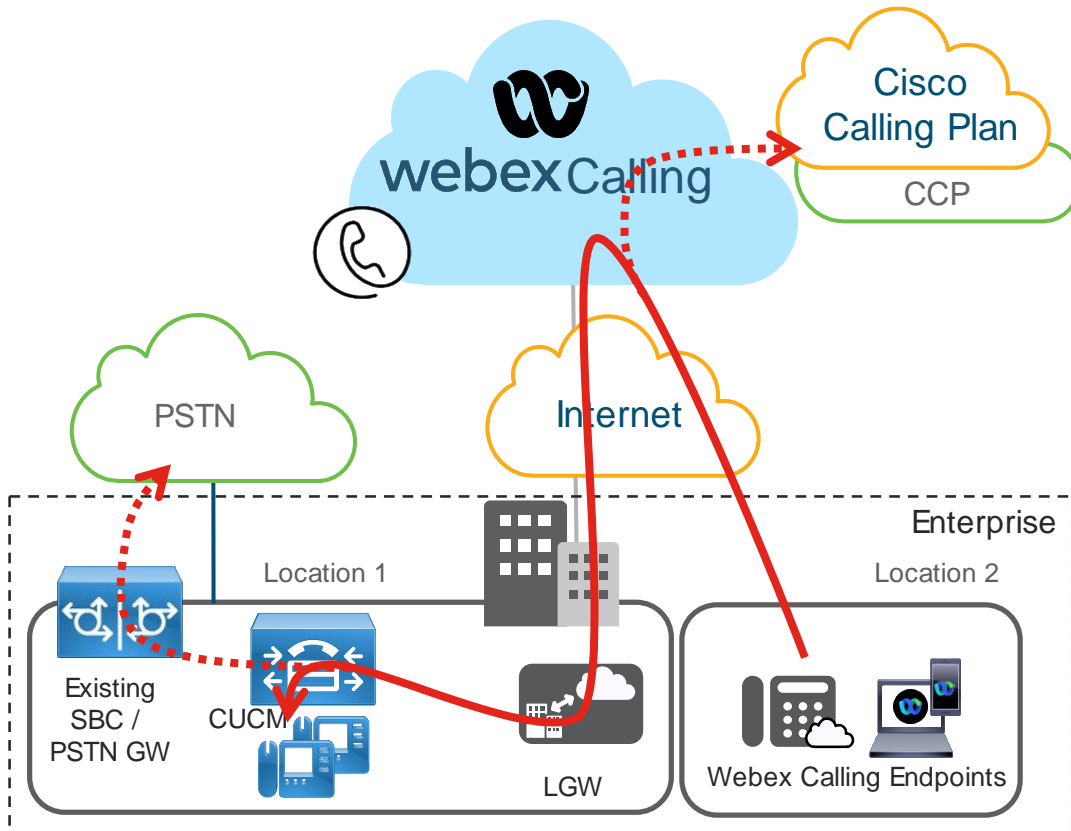 Cisco
Calling Plan
CCP
webex Calling
PSTN
Internet
Enterprise
Location 1
Location 2
Existing
SBC /
PSTN GW
CUCM
LGW
Webex Calling Endpoints